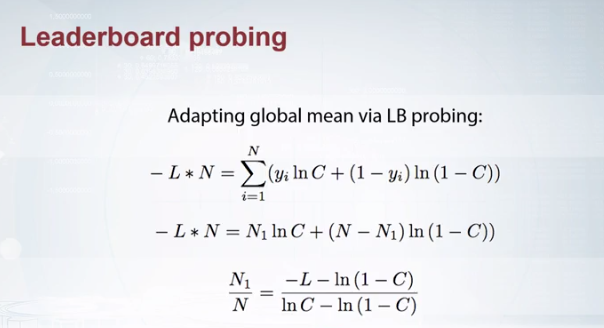 Leaderboard probing
Adapting global mean via LB probing:
− L ∗ N = \sum_{i=1}^{N} (y_i ln C + (1 − y_i) ln (1 − C))
− L ∗ N = N_1 ln C + (N − N_1) ln (1 − C))
\frac{N_1}{N} = \frac{−L − ln (1 − C)}{ln C − ln (1 − C)}